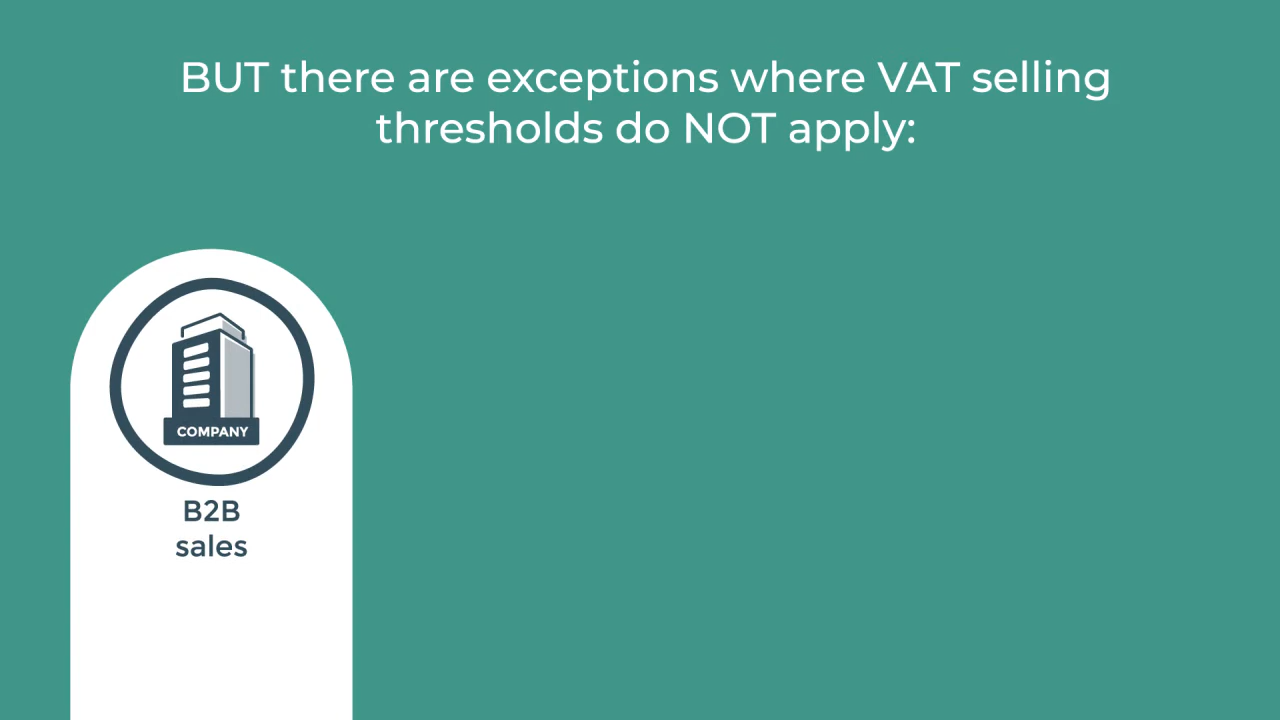 BUT there are exceptions where VAT selling
thresholds do NOT apply:
COMPANY
B2B
sales